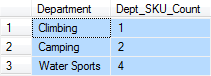 Department Dept_SKU_Count
1 Climbing 1
2 Camping 2
3 Water Sports 4